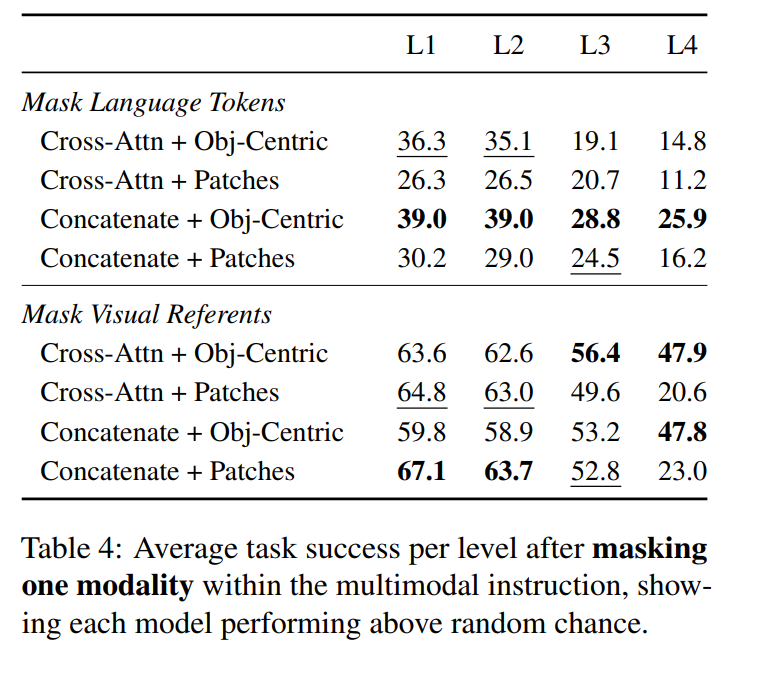 L1 L2 L3 L4
Mask Language Tokens
Cross-Attn + Obj-Centric 36.3 35.1 19.1 14.8
Cross-Attn + Patches 26.3 26.5 20.7 11.2
Concatenate + Obj-Centric 39.0 39.0 28.8 25.9
Concatenate + Patches 30.2 29.0 24.5 16.2
Mask Visual Referents
Cross-Attn + Obj-Centric 63.6 62.6 56.4 47.9
Cross-Attn + Patches 64.8 63.0 49.6 20.6
Concatenate + Obj-Centric 59.8 58.9 53.2 47.8
Concatenate + Patches 67.1 63.7 52.8 23.0
Table 4: Average task success per level after masking
one modality within the multimodal instruction, show-
ing each model performing above random chance.